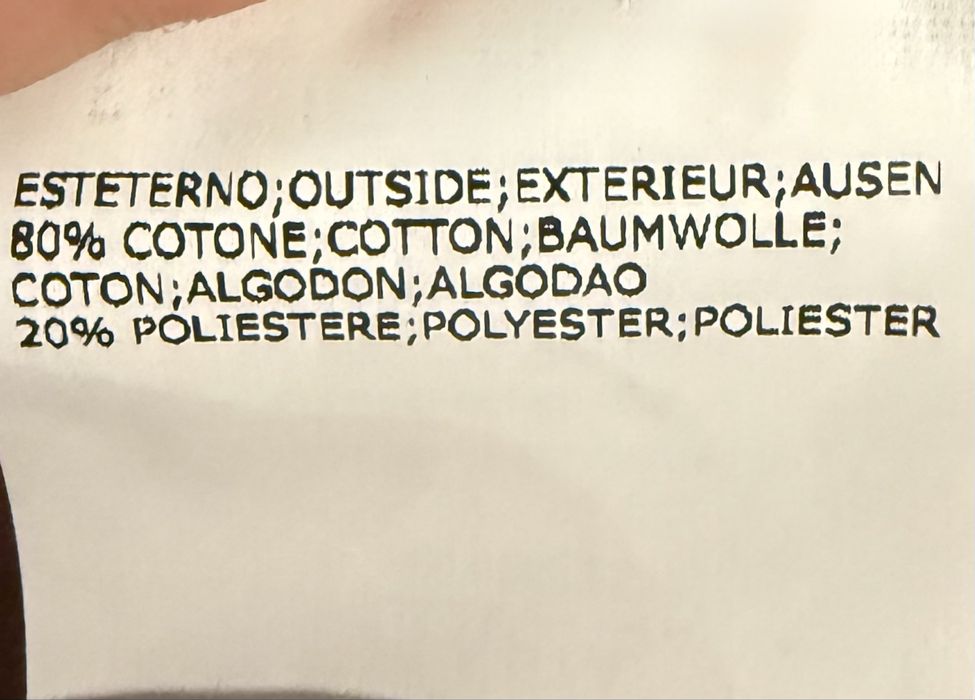 ESTETERNO;OUTSIDE;EXTERIEUR;AUSEN
80% COTONE;COTTON;BAUMWOLLE;
COTON;ALGODON;ALGODAO
20% POLIESTERE;POLYESTER;POLIESTER